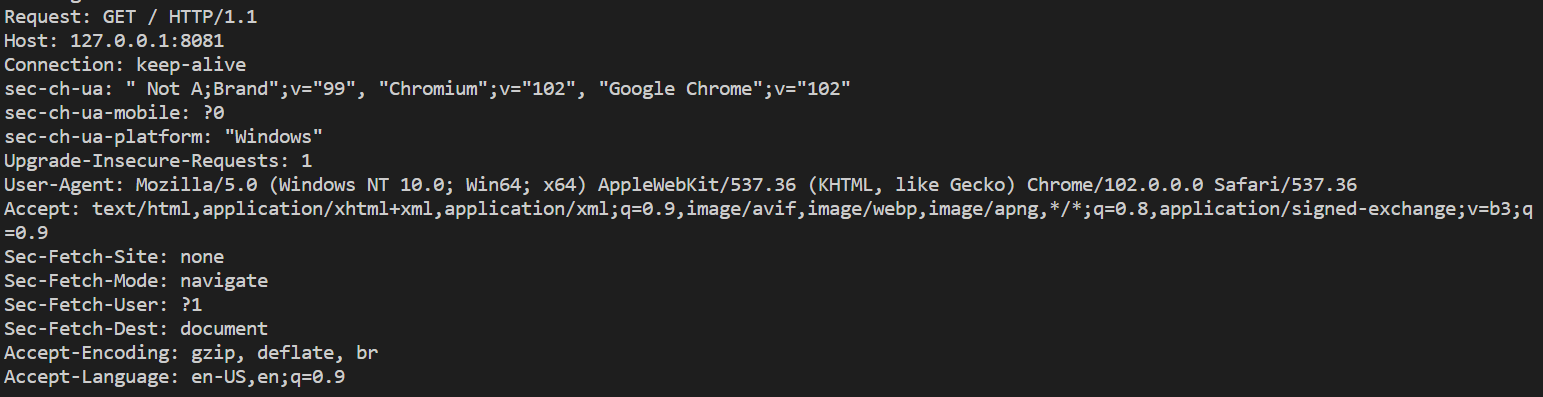 Request: GET / HTTP/1.1
Host: 127.0.0.1:8081
Connection: keep-alive
sec-ch-ua: " Not A;Brand";v="99", "Chromium";v="102", "Google Chrome";v="102"
sec-ch-ua-mobile: ?0
sec-ch-ua-platform: "Windows"
Upgrade-Insecure-Requests: 1
User-Agent: Mozilla/5.0 (Windows NT 10.0; Win64; x64) AppleWebKit/537.36 (KHTML, like Gecko) Chrome/102.0.0.0 Safari/537.36
Accept: text/html,application/xhtml+xml,application/xml;q=0.9,image/avif,image/webp,image/apng,*/*;q=0.8,application/signed-exchange;v=b3;q
=0.9
Sec-Fetch-Site: none
Sec-Fetch-Mode: navigate
Sec-Fetch-User: ?1
Sec-Fetch-Dest: document
Accept-Encoding: gzip, deflate, br
Accept-Language: en-US,en;q=0.9